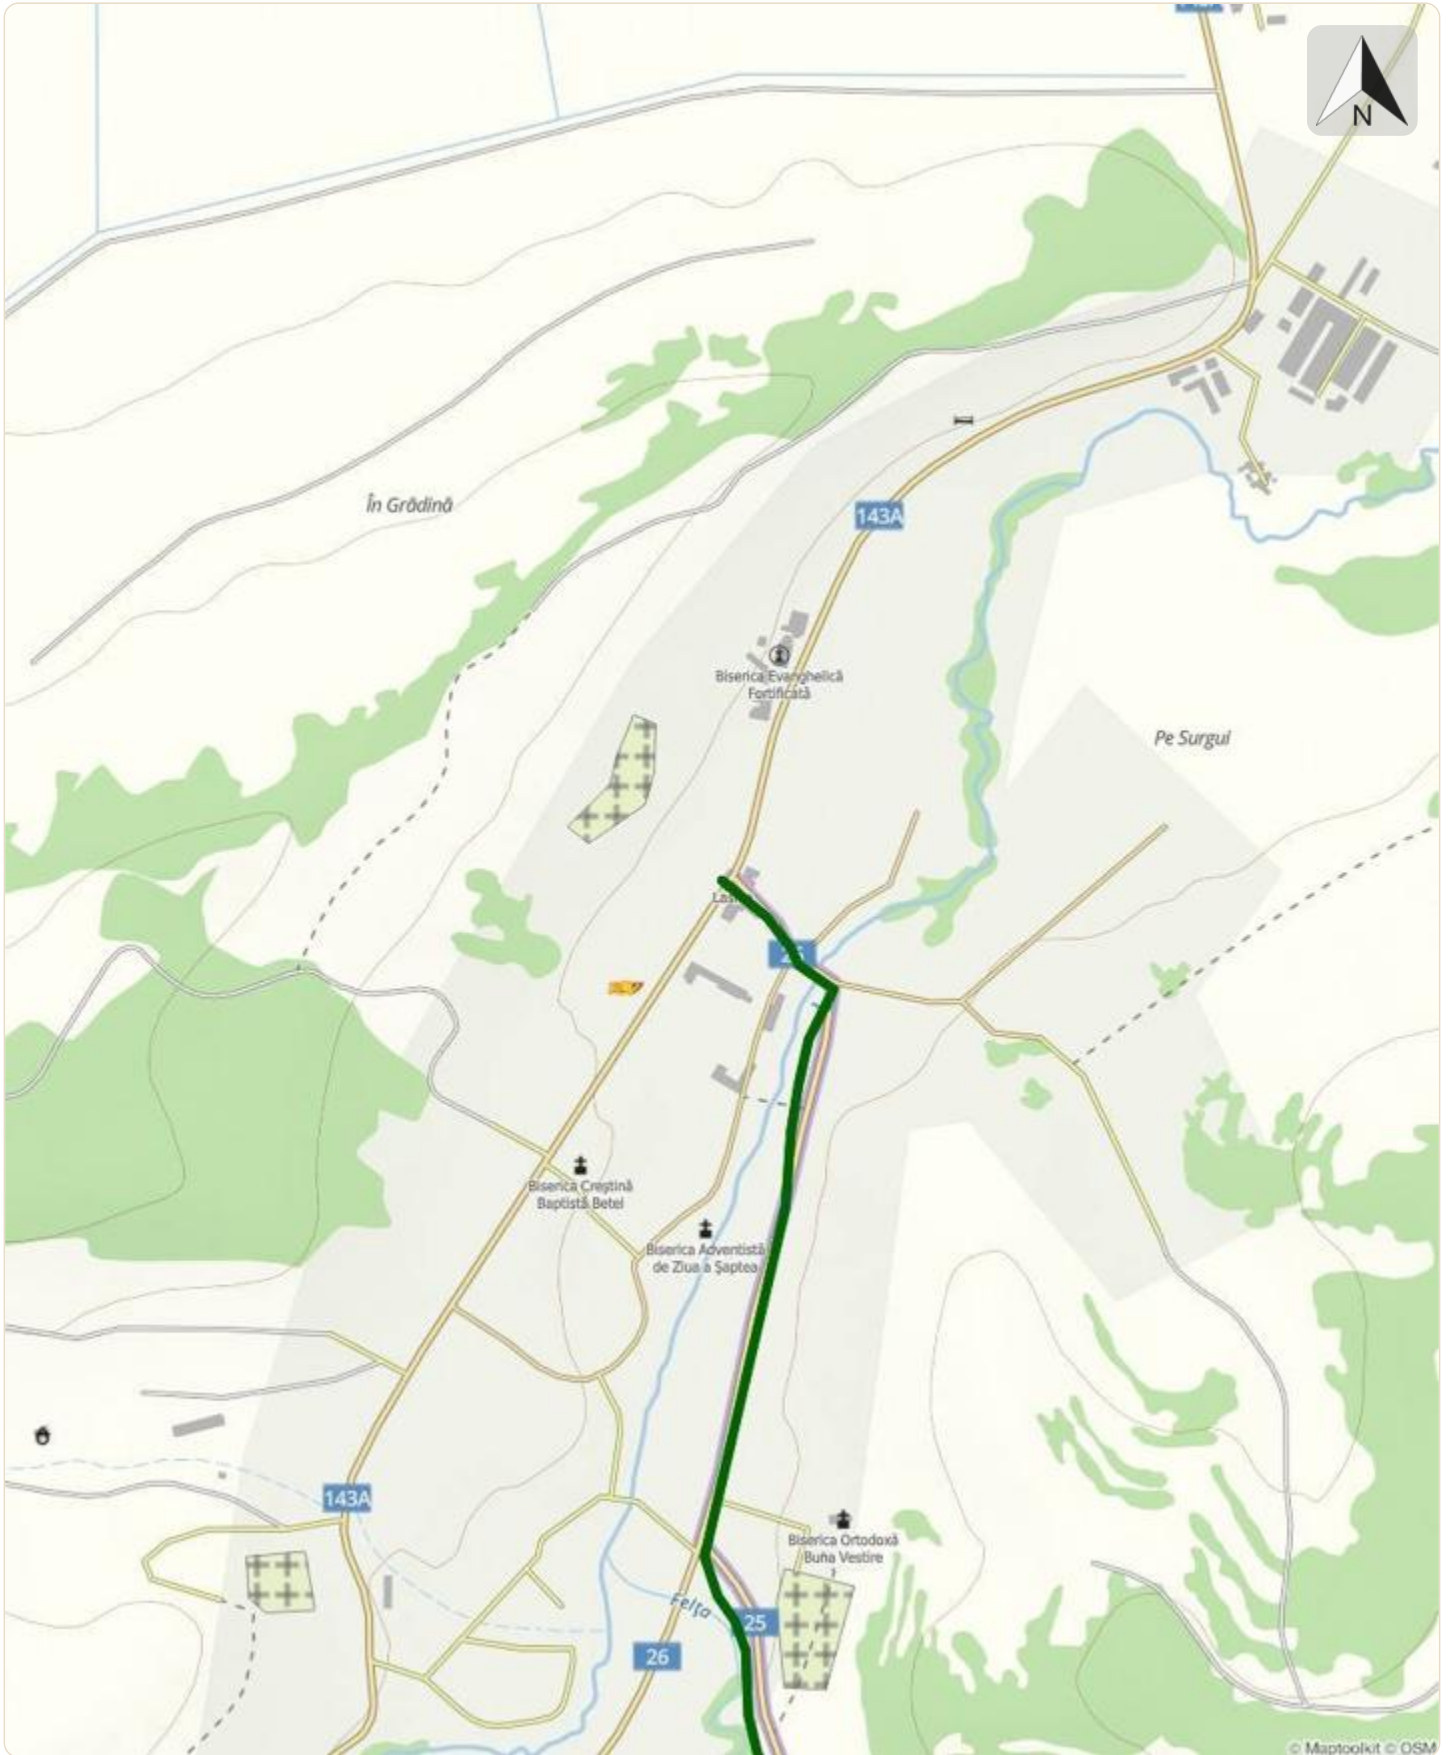 N
În Grădină
143A
Biserica Evanghelică
Fortificată
Pe Surgui
Biserica Creștină
Baptistă Betel
Biserica Adventistă
de Ziua a Șaptea
143A
Biserica Ortodoxă
Buna Vestire
Felța
25
26
© Maptoolkit © OSM